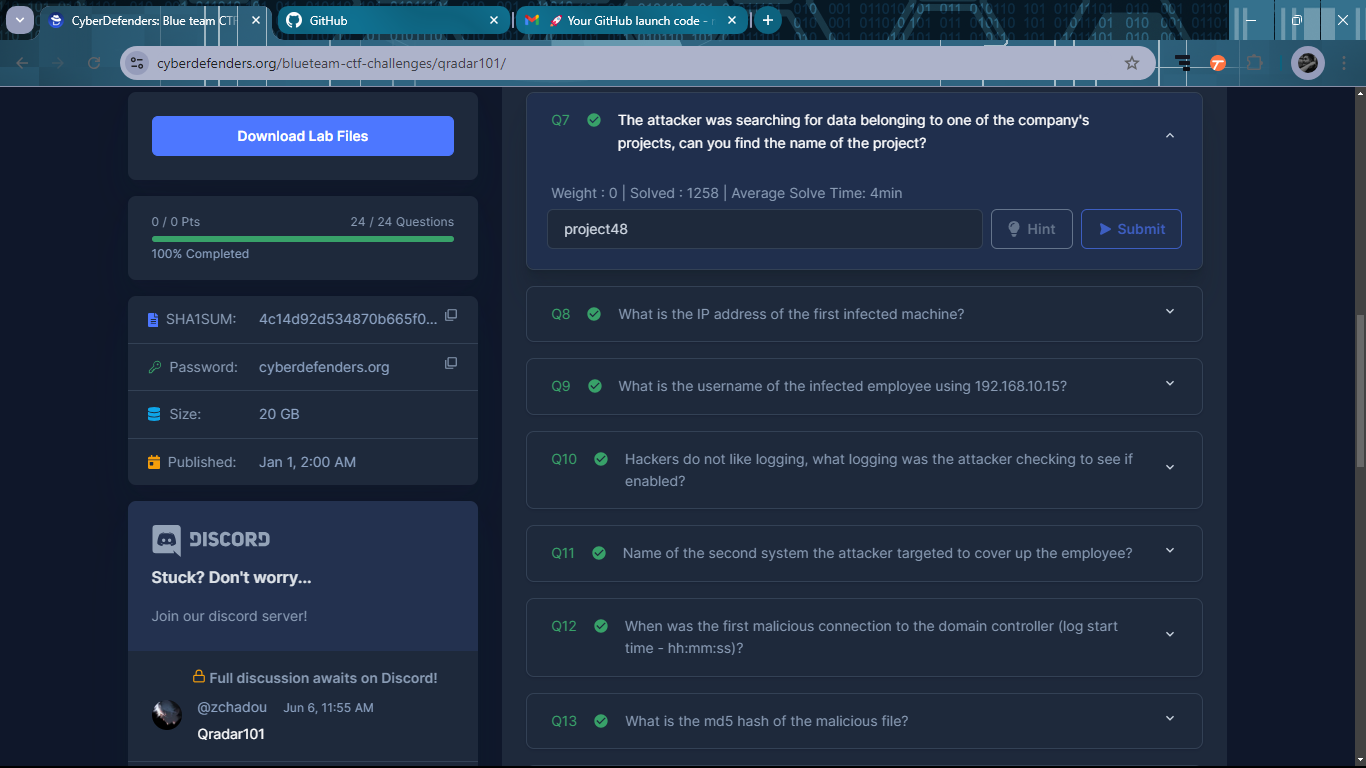 CyberDefenders: Blue team CTF
GitHub
Your GitHub launch code -
cyberdefenders.org/blueteam-ctf-challenges/qradar101/
Download Lab Files
0 / 0 Pts
24 / 24 Questions
100% Completed
SHA1SUM:
4c14d92d534870b665f0...
Password:
cyberdefenders.org
Size:
20 GB
Published:
Jan 1, 2:00 AM
DISCORD
Stuck? Don't worry...
Join our discord server!
Full discussion awaits on Discord!
@zchadou
Jun 6, 11:55 AM
Qradar101
Q7
The attacker was searching for data belonging to one of the company's
projects, can you find the name of the project?
Weight : 0 | Solved : 1258 | Average Solve Time: 4min
project48
Hint
Submit
Q8
What is the IP address of the first infected machine?
Q9
What is the username of the infected employee using 192.168.10.15?
Q10
Hackers do not like logging, what logging was the attacker checking to see if
enabled?
Q11
Name of the second system the attacker targeted to cover up the employee?
Q12
When was the first malicious connection to the domain controller (log start
time - hh:mm:ss)?
Q13
What is the md5 hash of the malicious file?